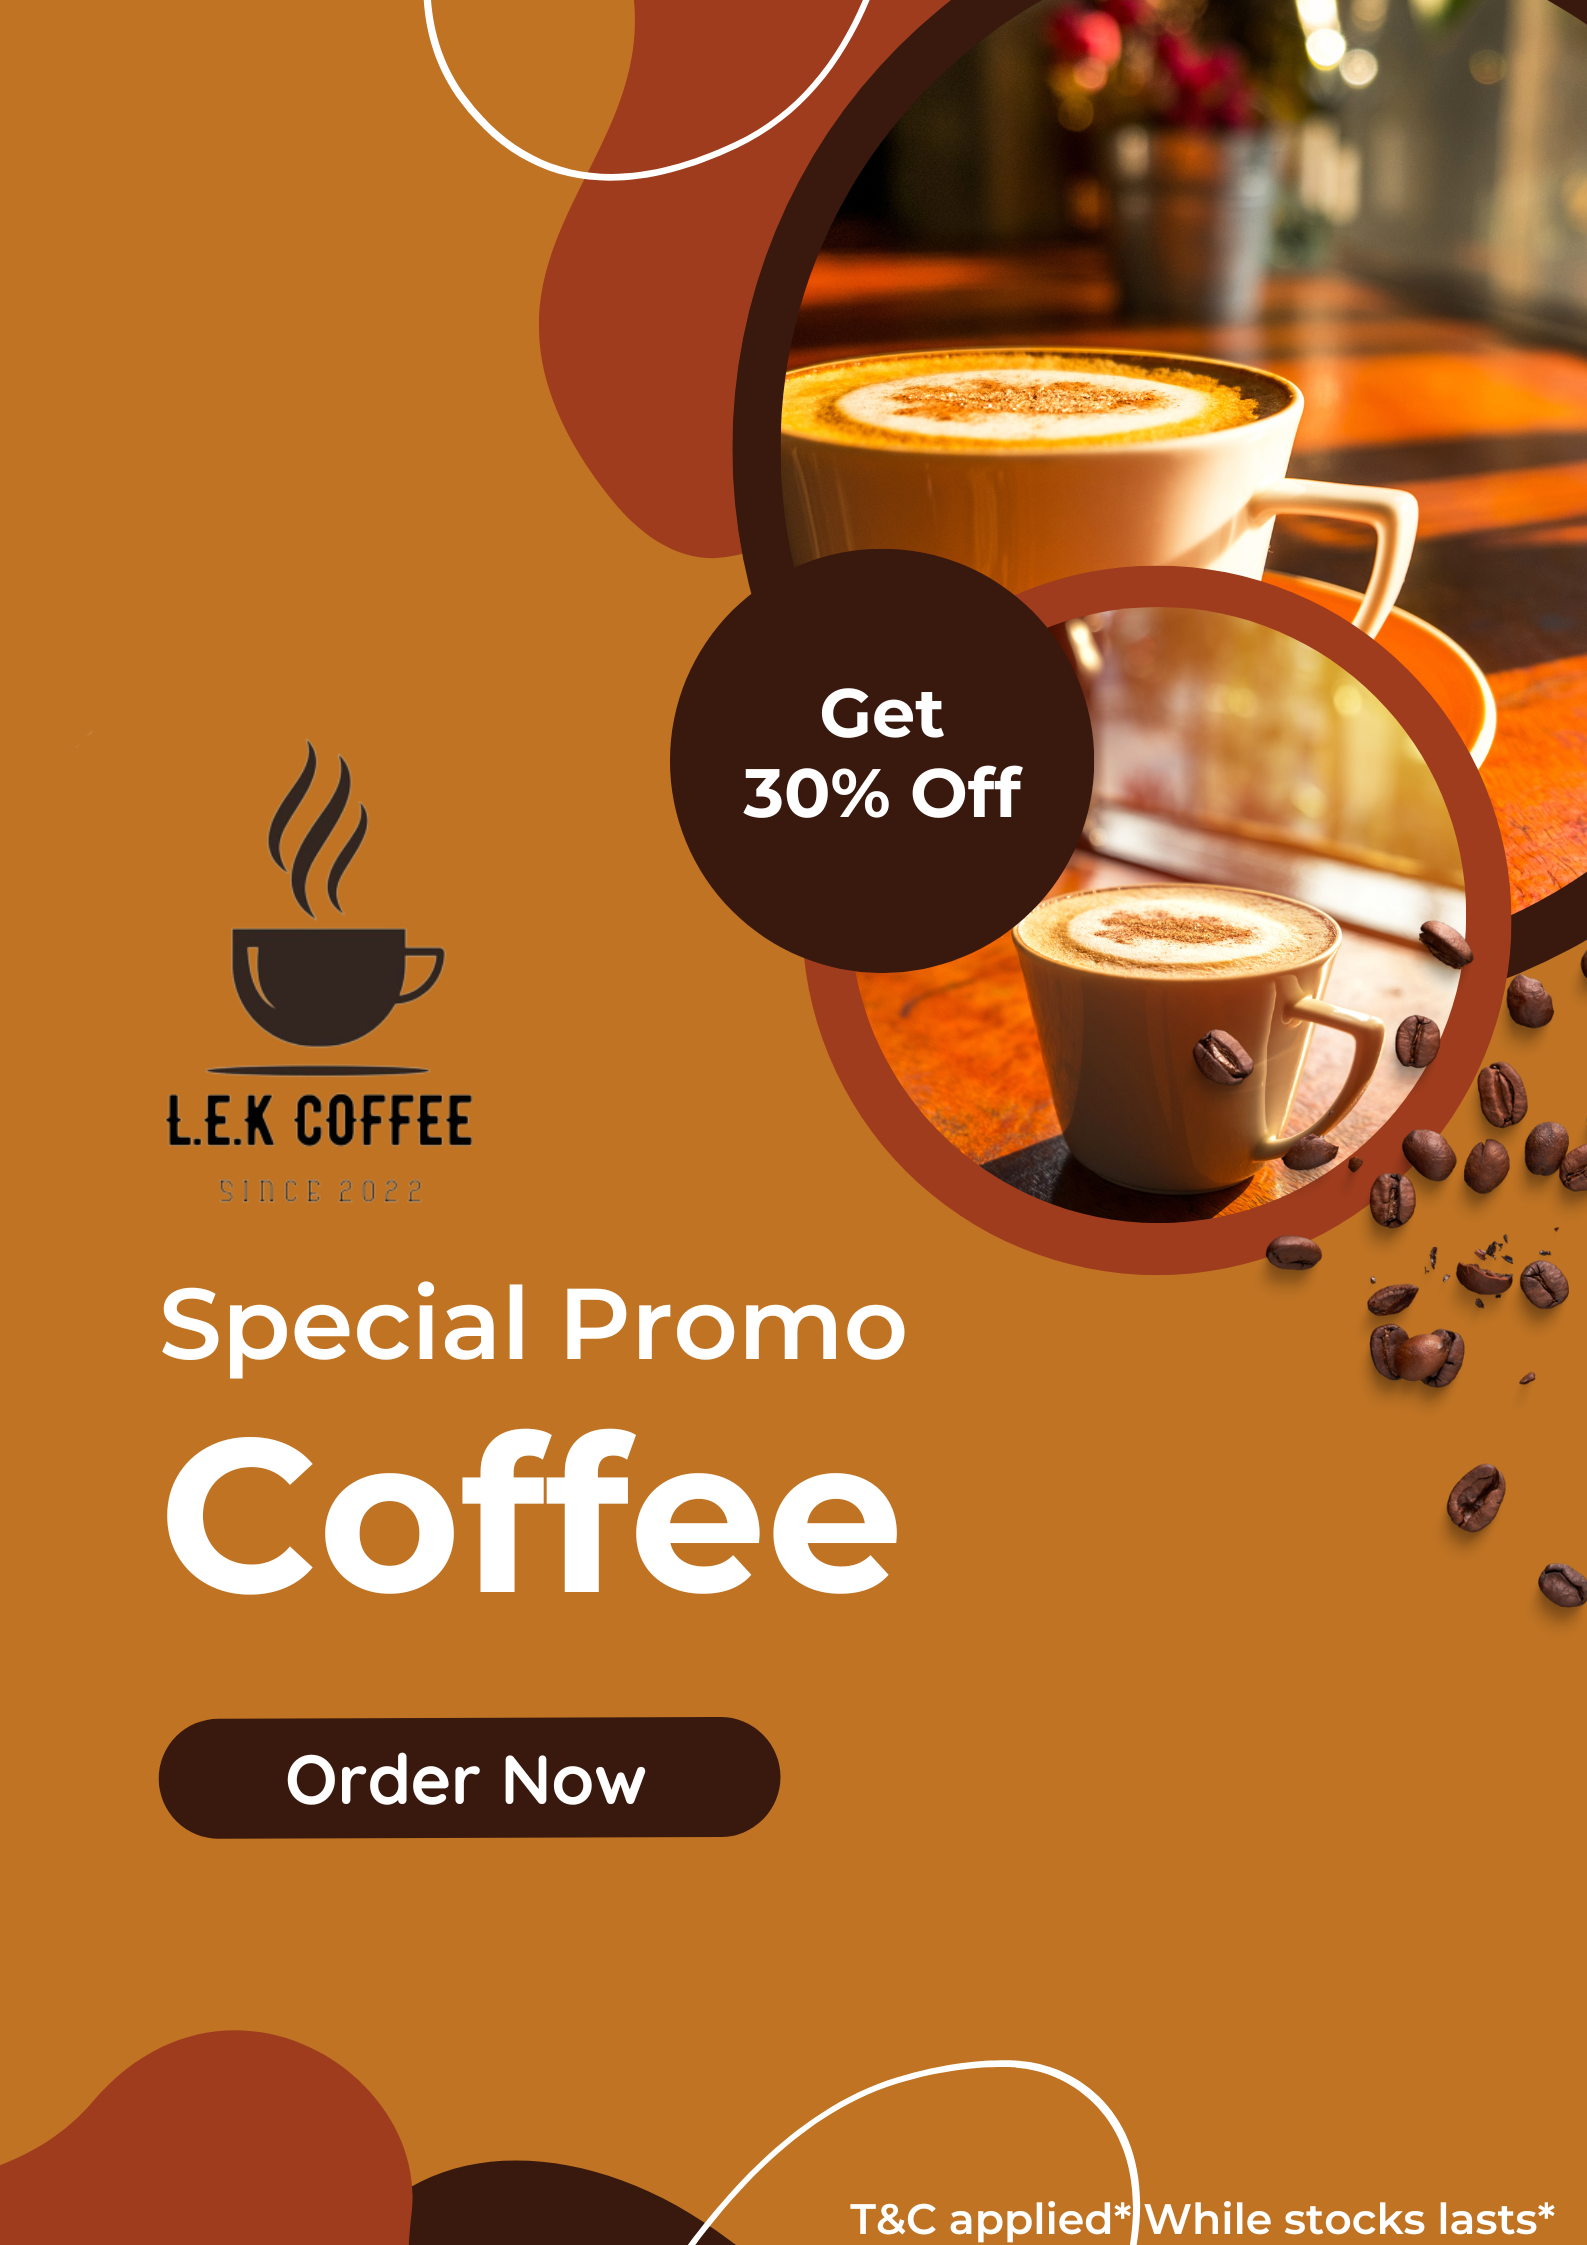 Get
30% Off
L.E.K COFFEE
SINCE 2022
Special Promo
Coffee
Order Now
T&C applied* While stocks lasts*